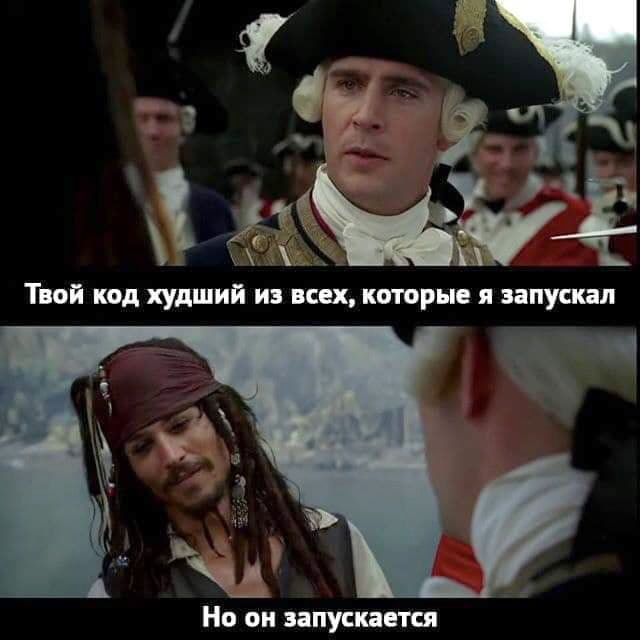 Твой код худший из всех, которые я запускал
Но он запускается